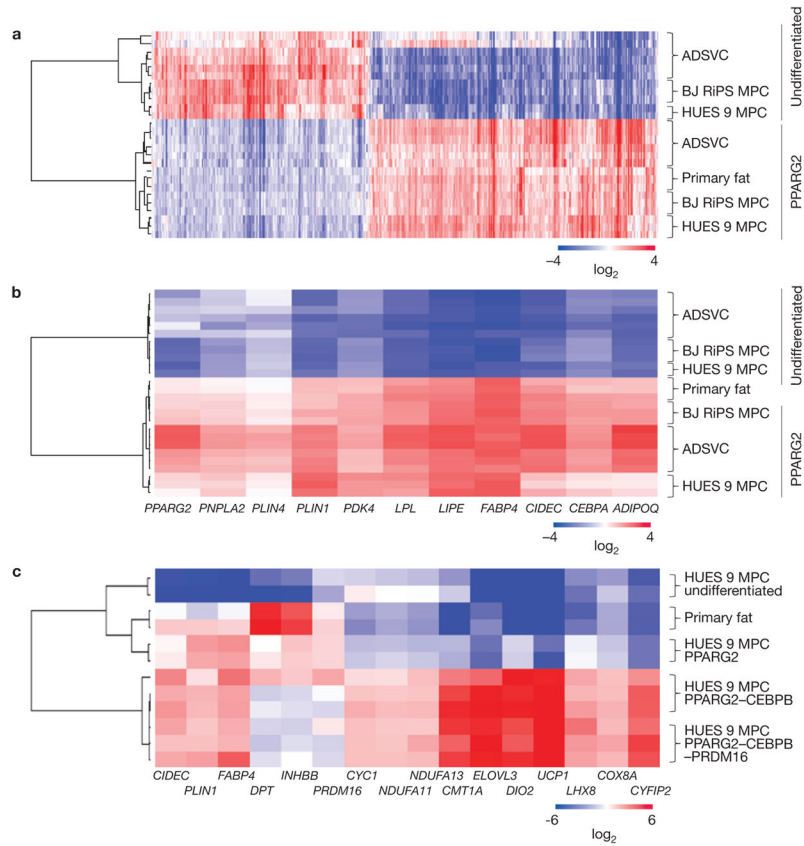 a
ADSVC
BJ RiPS MPC
HUES 9 MPC
ADSVC
Primary fat
BJ RiPS MPC
HUES 9 MPC
Undifferentiated
PPARG2
–4 4
log2
b
ADSVC
BJ RiPS MPC
HUES 9 MPC
Primary fat
BJ RiPS MPC
ADSVC
HUES 9 MPC
Undifferentiated
PPARG2
PPARG2 PNPLA2 PLIN4 PLIN1 PDK4 LPL LIPE FABP4 CIDEC CEBPA ADIPOQ
–4 4
log2
c
HUES 9 MPC
undifferentiated
Primary fat
HUES 9 MPC
PPARG2
HUES 9 MPC
PPARG2–CEBPB
HUES 9 MPC
PPARG2–CEBPB
–PRDM16
CIDEC FABP4 INHBB CYC1 NDUFA13 ELOVL3 UCP1 COX8A
PLIN1 DPT PRDM16 NDUFA11 CMT1A DIO2 LHX8 CYFIP2
-6 6
log2